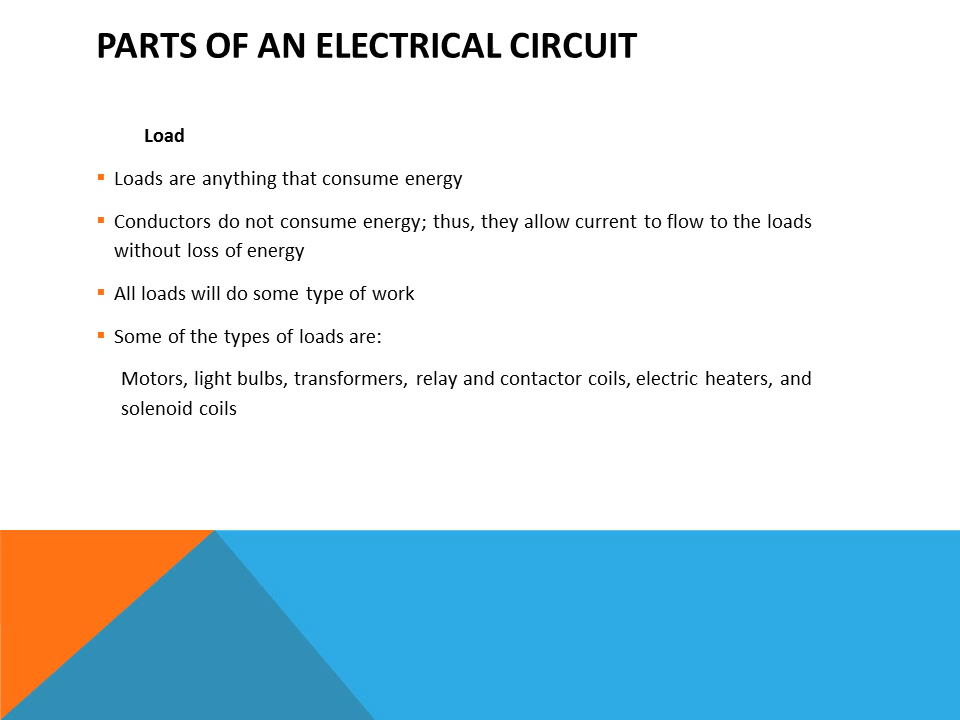 PARTS OF AN ELECTRICAL CIRCUIT
Load
▪ Loads are anything that consume energy
▪ Conductors do not consume energy; thus, they allow current to flow to the loads
without loss of energy
▪ All loads will do some type of work
▪ Some of the types of loads are:
Motors, light bulbs, transformers, relay and contactor coils, electric heaters, and
solenoid coils